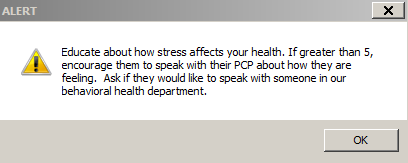 ALERT
Educate about how stress affects your health. If greater than 5,
encourage them to speak with their PCP about how they are
feeling.  Ask if they would like to speak with someone in our
behavioral health department.
OK